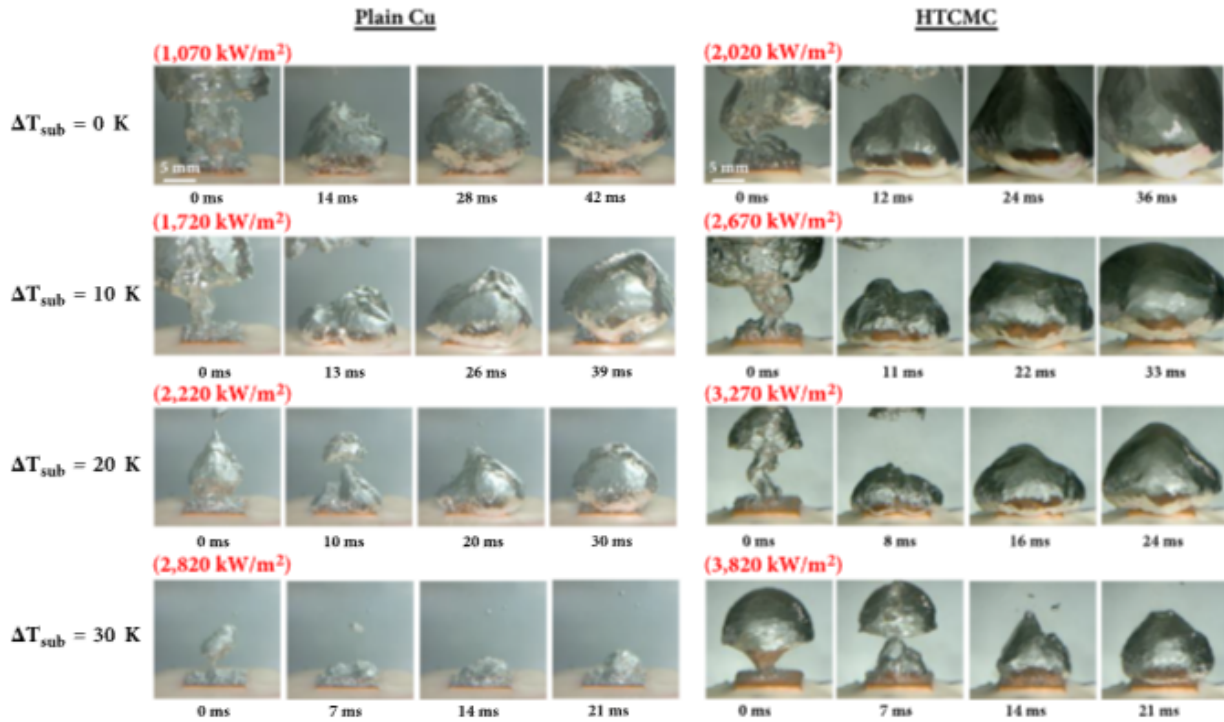 Plain Cu HTCMC
(1,070 kW/m²) (2,020 kW/m²)
ΔTsub = 0 K
5 mm 5 mm
0 ms 14 ms 28 ms 42 ms 0 ms 12 ms 24 ms 36 ms
(1,720 kW/m²) (2,670 kW/m²)
ΔTsub = 10 K
0 ms 13 ms 26 ms 39 ms 0 ms 11 ms 22 ms 33 ms
(2,220 kW/m²) (3,270 kW/m²)
ΔTsub = 20 K
0 ms 10 ms 20 ms 30 ms 0 ms 8 ms 16 ms 24 ms
(2,820 kW/m²) (3,820 kW/m²)
ΔTsub = 30 K
0 ms 7 ms 14 ms 21 ms 0 ms 7 ms 14 ms 21 ms